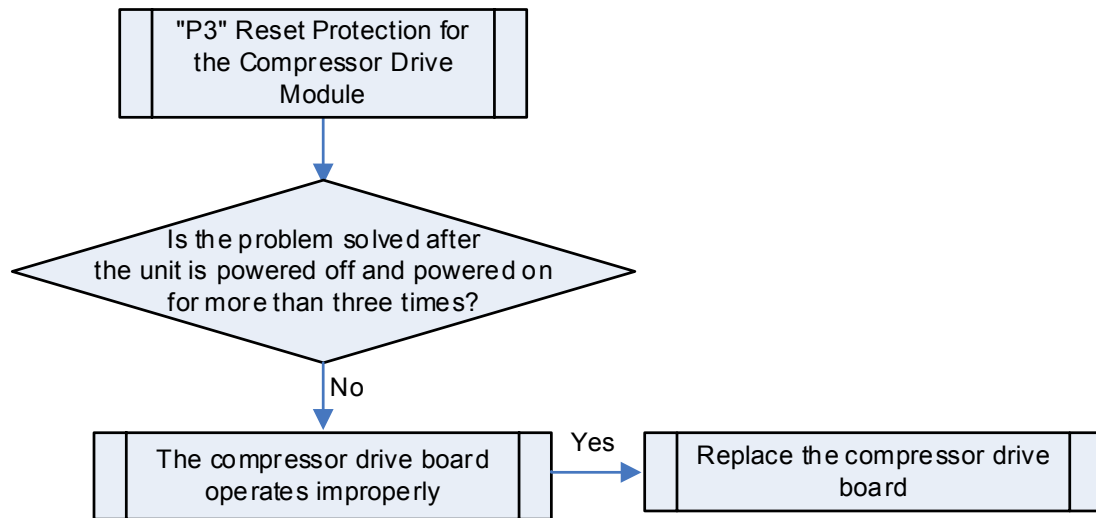 "P3" Reset Protection for
the Compressor Drive
Module
Is the problem solved after
the unit is powered off and powered on
for more than three times?
No
The compressor drive board
operates improperly
Yes
Replace the compressor drive
board